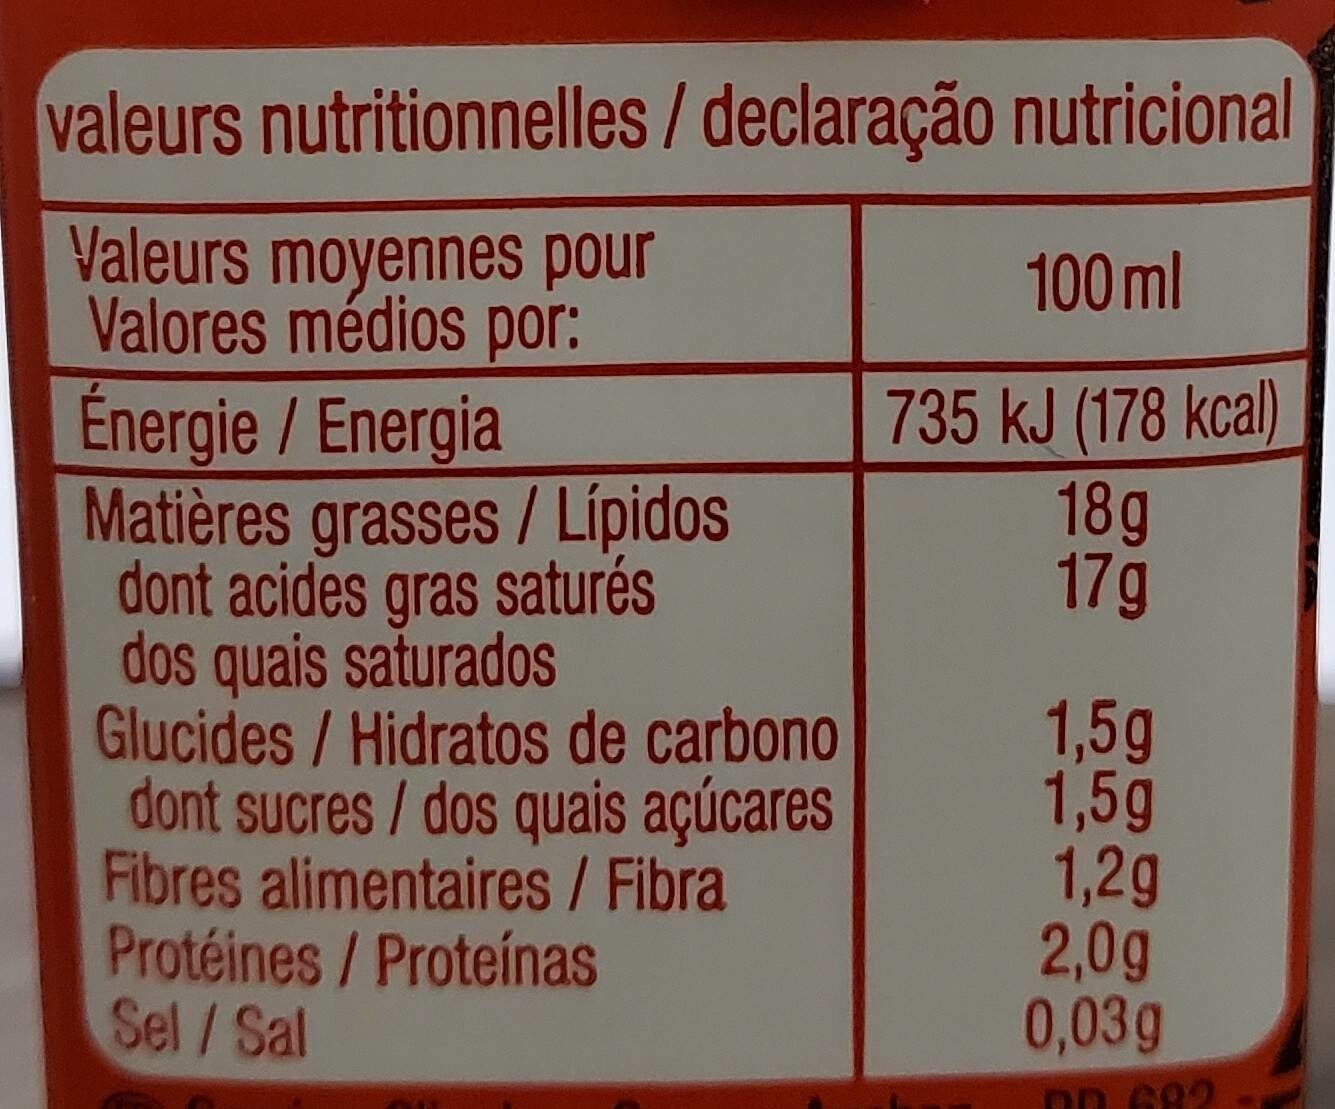 valeurs nutritionnelles / declaração nutricional
Valeurs moyennes pour
Valores médios por:
100 ml
Énergie / Energia 735 kJ (178 kcal)
Matières grasses / Lípidos 18g
dont acides gras saturés 17g
dos quais saturados
Glucides / Hidratos de carbono 1,5g
dont sucres / dos quais açúcares 1,5g
Fibres alimentaires / Fibra 1,2g
Protéines / Proteínas 2,0g
Sel / Sal 0,03g